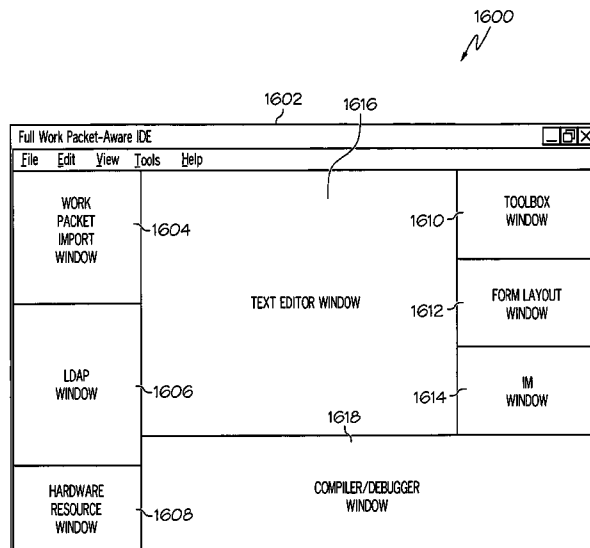 1600
1602
1616
Full Work Packet-Aware IDE
File Edit View Tools Help
WORK
PACKET
IMPORT
WINDOW
1604
TEXT EDITOR WINDOW
1610
TOOLBOX
WINDOW
1612
FORM LAYOUT
WINDOW
LDAP
WINDOW
1606
1614
IM
WINDOW
1618
HARDWARE
RESOURCE
WINDOW
1608
COMPILER/DEBUGGER
WINDOW